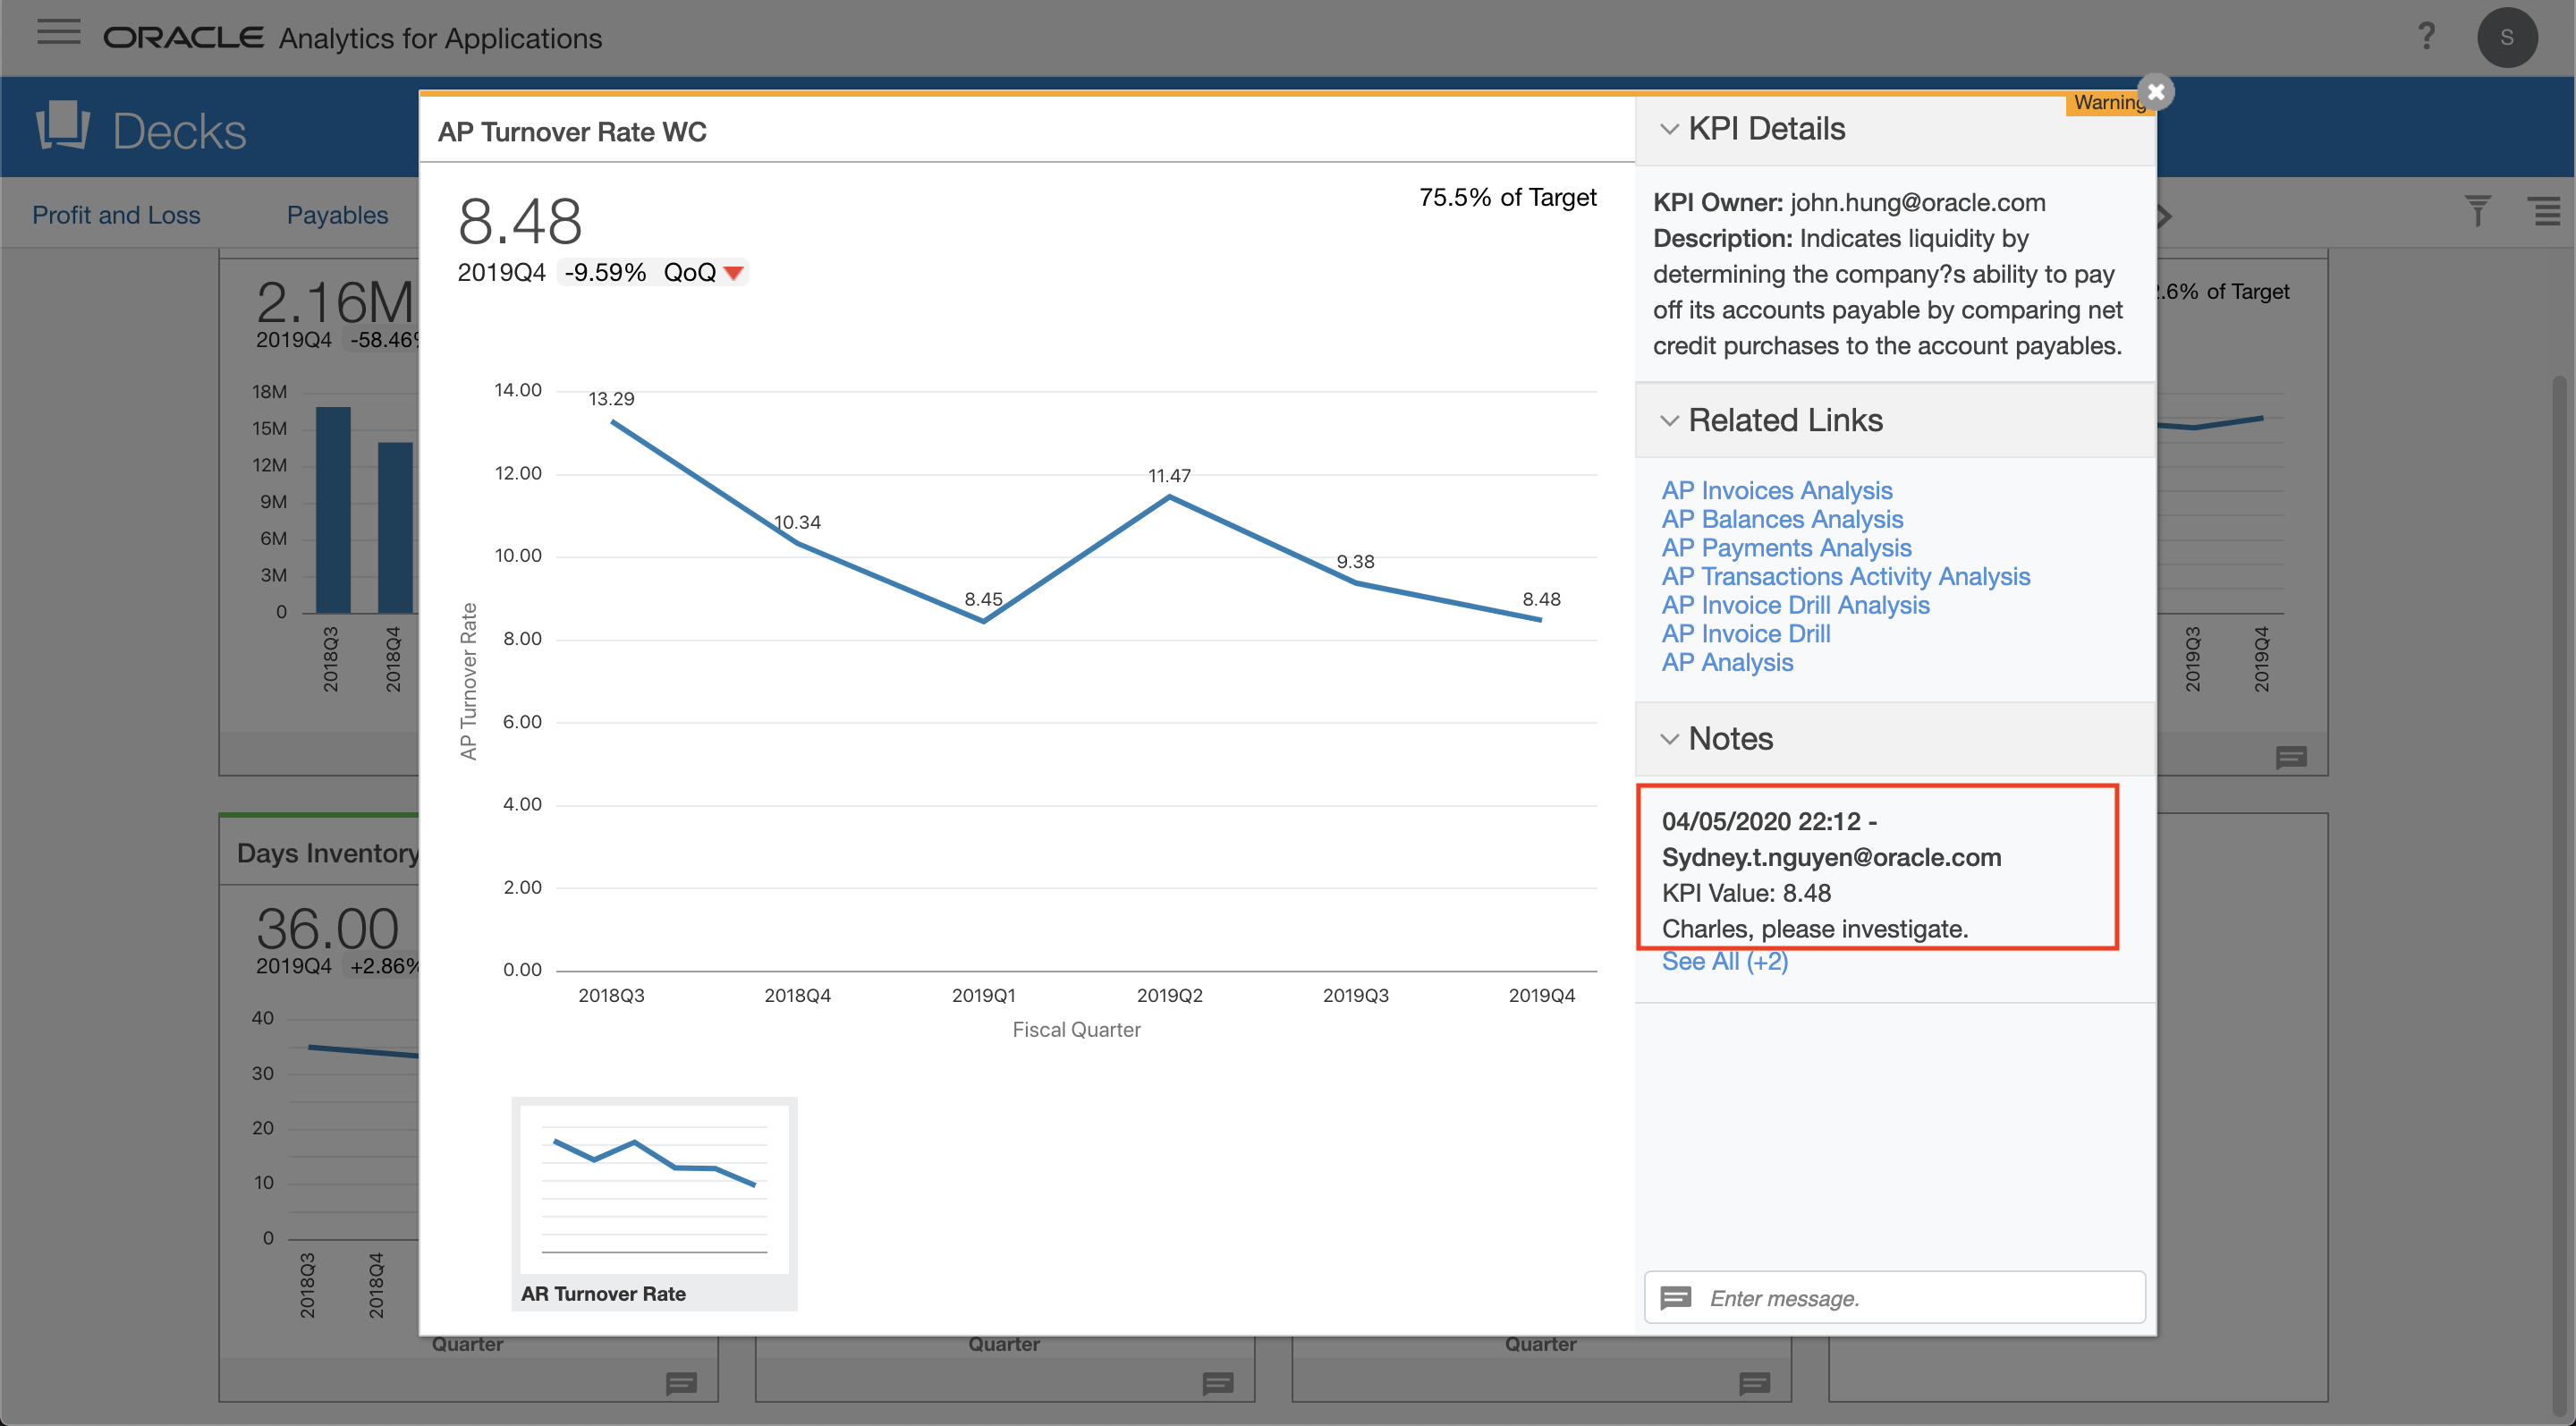 ORACLE Analytics for Applications
?
S
Decks
Profit and Loss
Payables
Warning
AP Turnover Rate WC
8.48
2019Q4 -9.59% QoQ
75.5% of Target
14.00
12.00
10.00
8.00
6.00
4.00
2.00
0.00
13.29
10.34
8.45
11.47
9.38
8.48
AP Turnover Rate
2018Q3
2018Q4
2019Q1
2019Q2
2019Q3
2019Q4
Fiscal Quarter
AR Turnover Rate
KPI Details
KPI Owner: john.hung@oracle.com
Description: Indicates liquidity by
determining the company?s ability to pay
off its accounts payable by comparing net
credit purchases to the account payables.
Related Links
AP Invoices Analysis
AP Balances Analysis
AP Payments Analysis
AP Transactions Activity Analysis
AP Invoice Drill Analysis
AP Invoice Drill
AP Analysis
Notes
04/05/2020 22:12 -
Sydney.t.nguyen@oracle.com
KPI Value: 8.48
Charles, please investigate.
See All (+2)
Enter message.
2.16M
2019Q4 -58.46%
18M
15M
12M
9M
6M
3M
0
2018Q3
2018Q4
.6% of Target
2019Q3
2019Q4
Days Inventory
36.00
2019Q4 +2.86%
40
30
20
10
0
2018Q3
2018Q4
Quarter
Quarter
Quarter